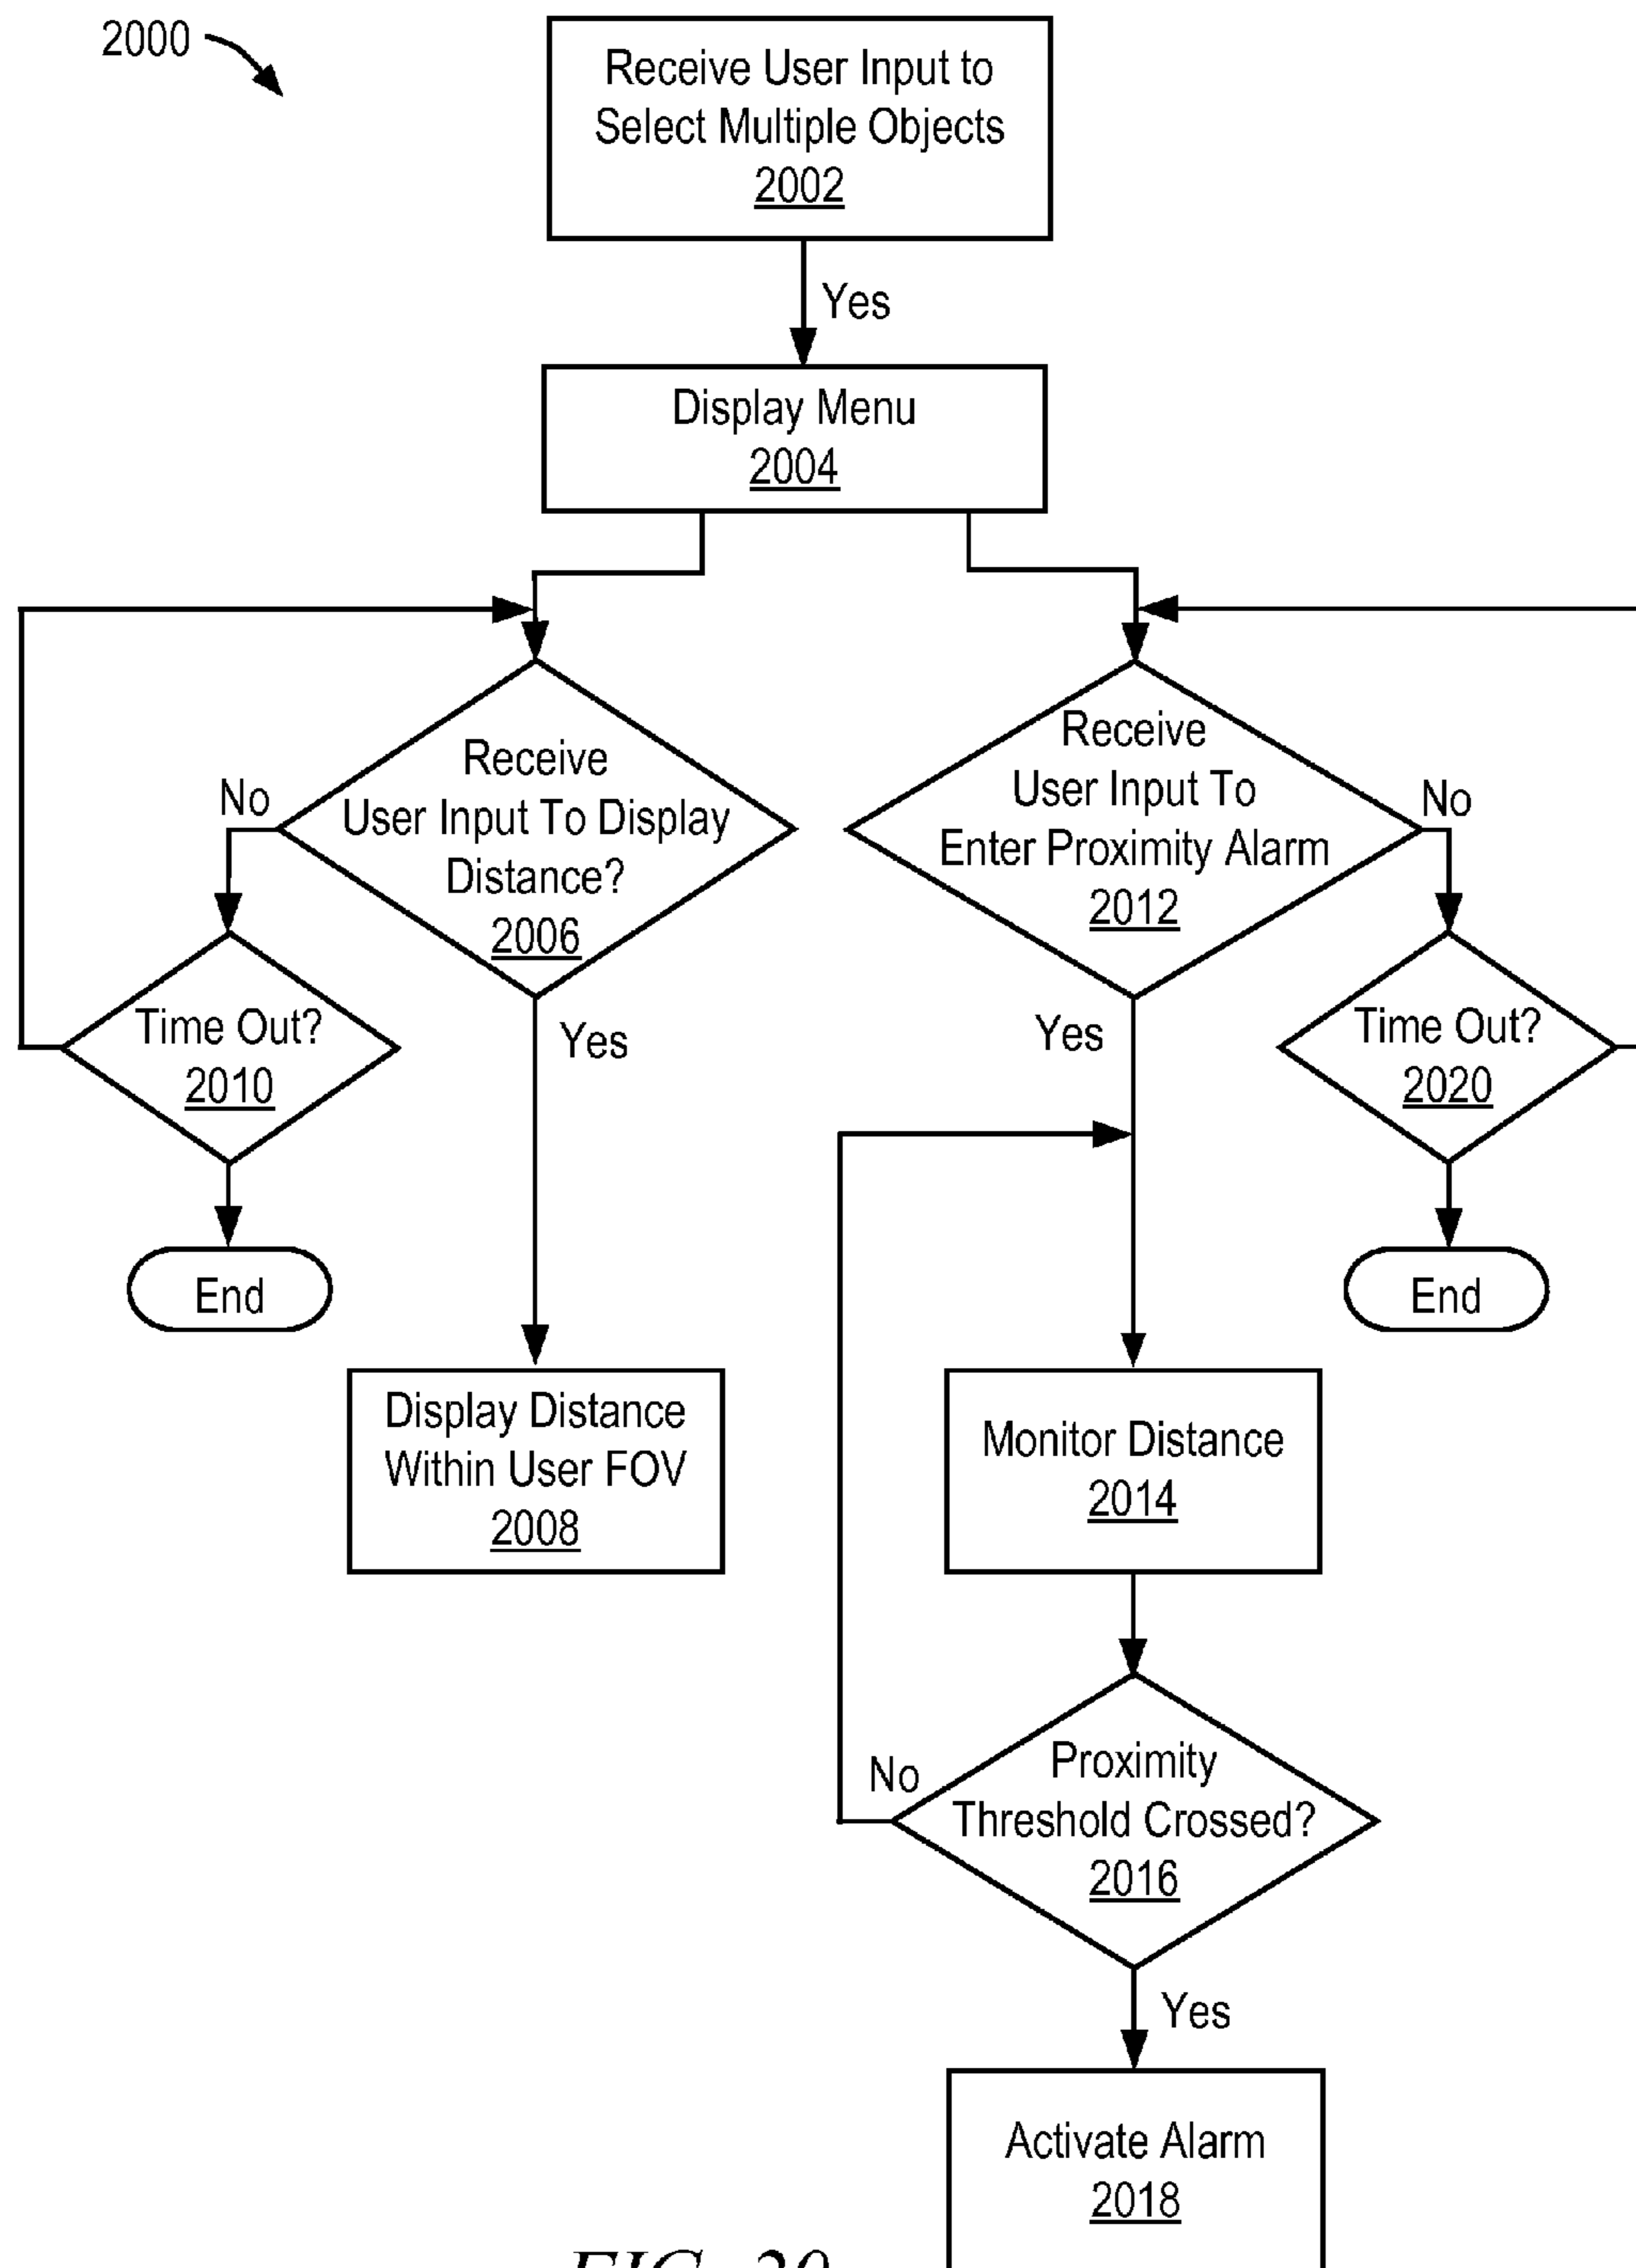 2000
Receive User Input to
Select Multiple Objects
2002
Yes
Display Menu
2004
Receive
User Input To Display
Distance?
2006
No
Yes
Time Out?
2010
End
Display Distance
Within User FOV
2008
Receive
User Input To
Enter Proximity Alarm
2012
No
Yes
Time Out?
2020
End
Monitor Distance
2014
Proximity
Threshold Crossed?
2016
No
Yes
Activate Alarm
2018
FIG. 20